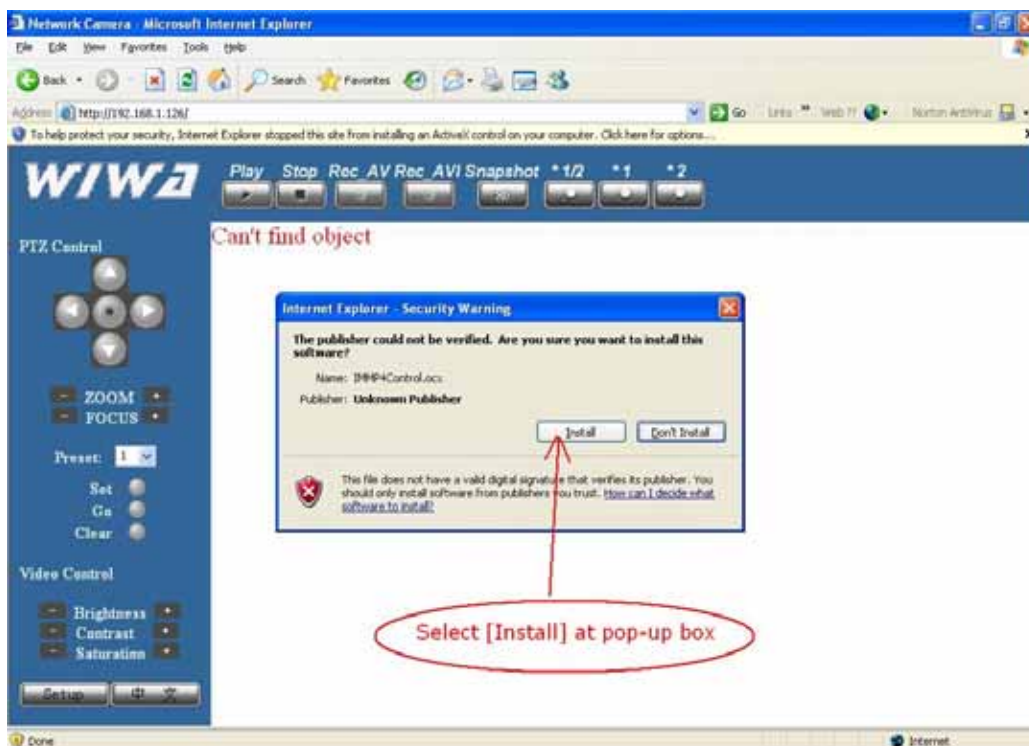 Network Camera - Microsoft Internet Explorer
File Edit View Favorites Tools Help
Back Search Favorites
Address http://192.168.1.126/ Go Links Norton AntiVirus
To help protect your security, Internet Explorer stopped this site from installing an ActiveX control on your computer. Click here for options...
WIWA
Play Stop Rec_AV Rec_AVI Snapshot *1/2 *1 *2
Can't find object
PTZ Control
- ZOOM +
- FOCUS +
Preset: 1
Set
Go
Clear
Video Control
- Brightness +
- Contrast +
- Saturation +
Setup 中 文
Internet Explorer - Security Warning
The publisher could not be verified. Are you sure you want to install this
software?
Name: IMMP4Control.ocx
Publisher: Unknown Publisher
Install Don't Install
This file does not have a valid digital signature that verifies its publisher. You
should only install software from publishers you trust. How can I decide what
software to install?
Select [Install] at pop-up box
Done Internet